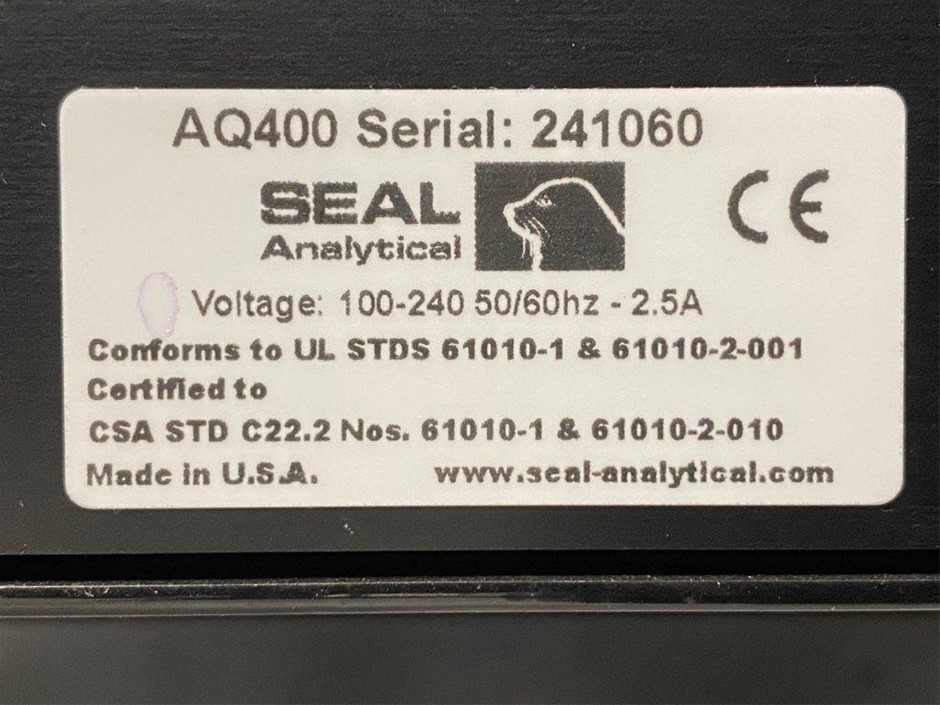 AQ400 Serial: 241060
SEAL
Analytical
CE
Voltage: 100-240 50/60hz - 2.5A
Conforms to UL STDS 61010-1 & 61010-2-001
Certified to
CSA STD C22.2 Nos. 61010-1 & 61010-2-010
Made in U.S.A. www.seal-analytical.com